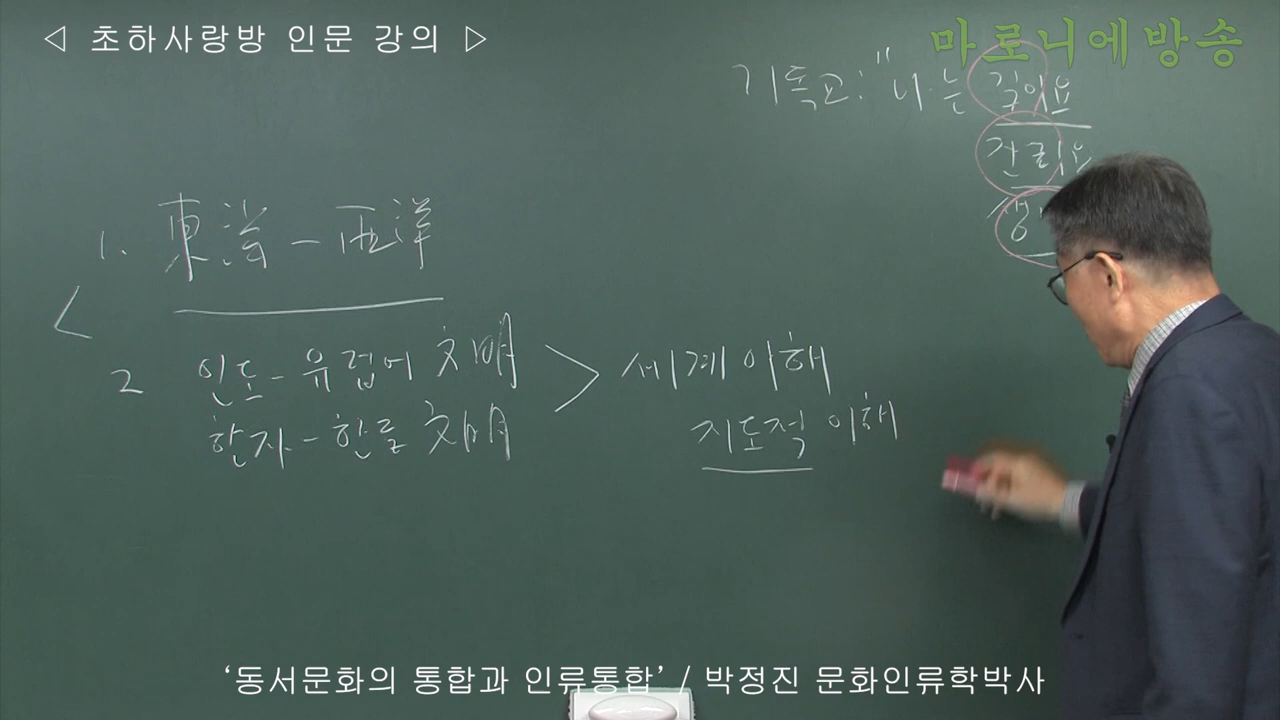 ◁ 초하사랑방 인문 강의 ▷
마로니에방송
기독교: "나는 길이요
진리요
생
1. 東洋 - 西洋
2 인도 - 유럽어 文明
한자 - 한글 文明
> 세계 이해
지도적 이해
‘동서문화의 통합과 인류통합’ / 박정진 문화인류학박사